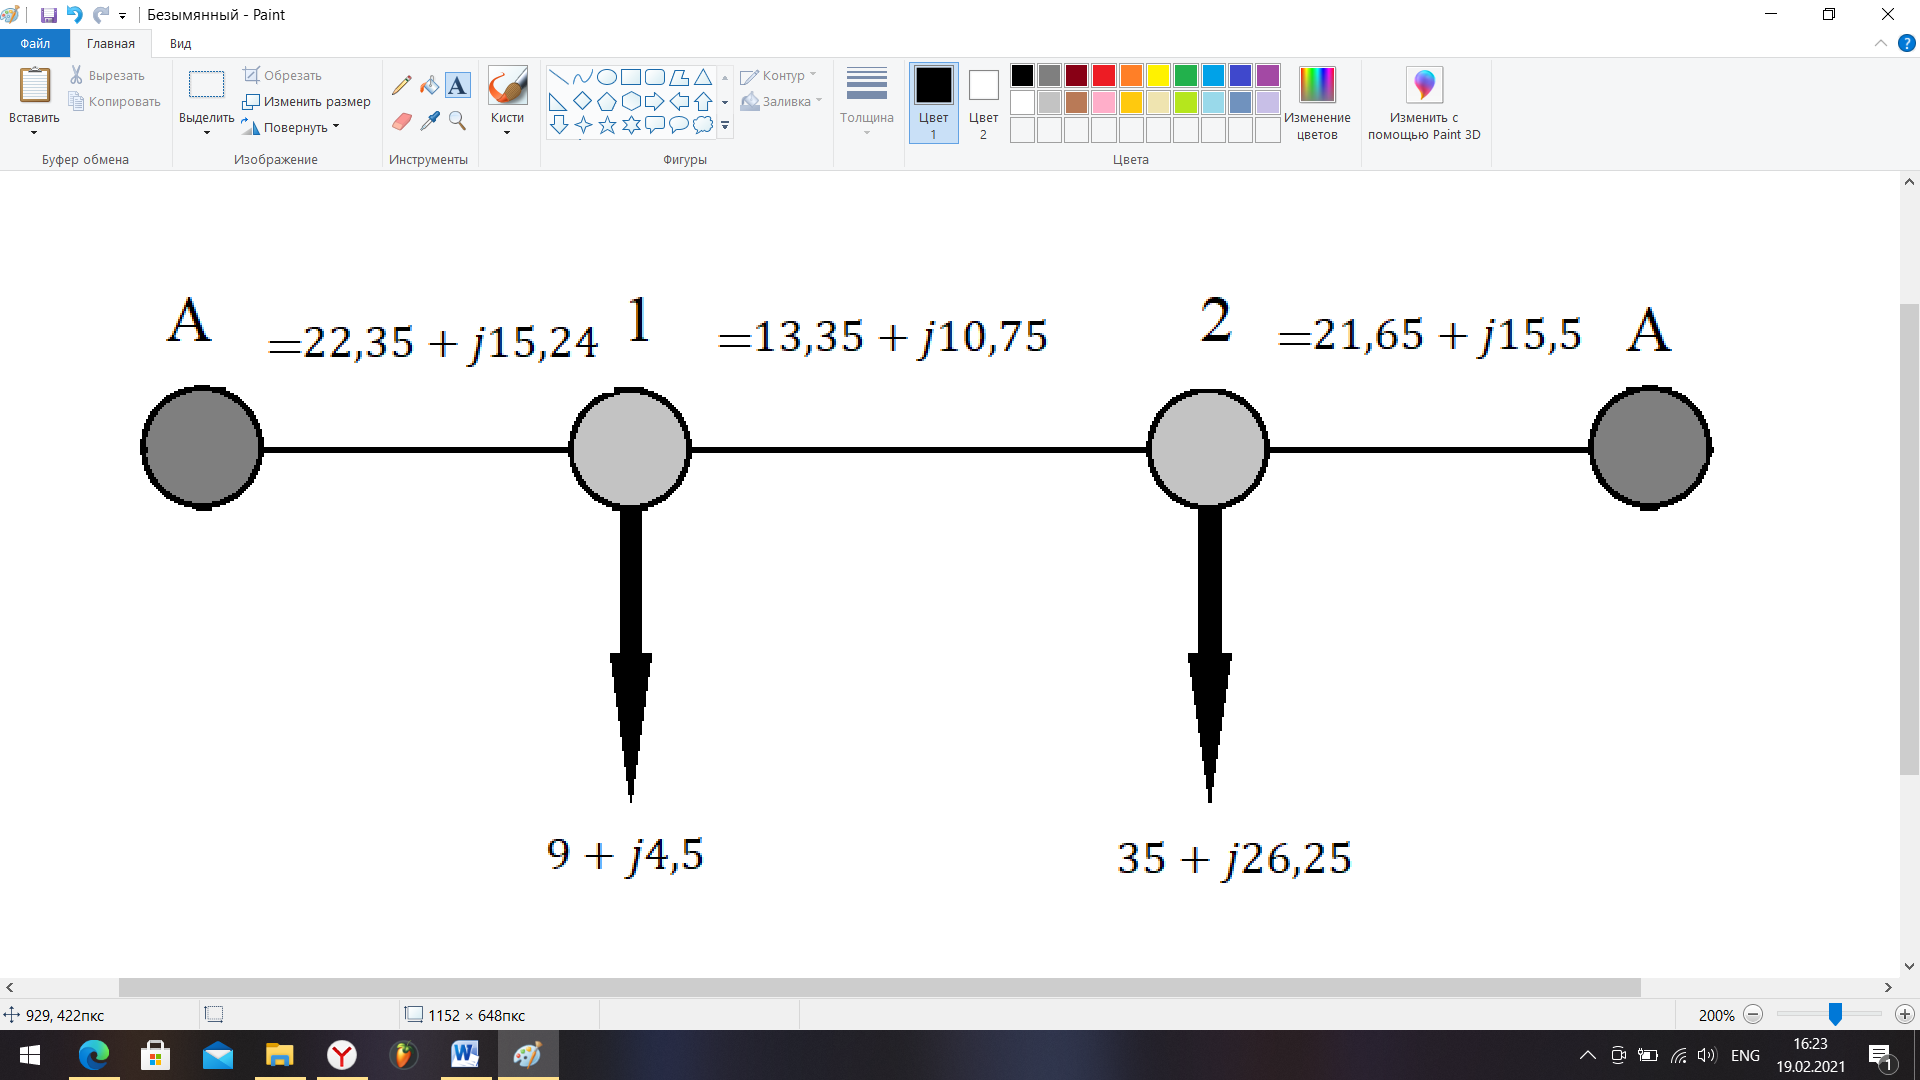 Безымянный - Paint
Файл Главная Вид
Вставить
Вырезать
Копировать
Буфер обмена
Выделить
Обрезать
Изменить размер
Повернуть
Изображение
A
Инструменты
Кисти
Фигуры
Контур
Заливка
Толщина
Цвет 1
Цвет 2
Цвета
Изменение цветов
Изменить с помощью Paint 3D
A =22,35 + j15,24 1 =13,35 + j10,75 2 =21,65 + j15,5 A
9 + j4,5
35 + j26,25
929, 422пкс
1152 × 648пкс
200%
ENG
16:23
19.02.2021
1